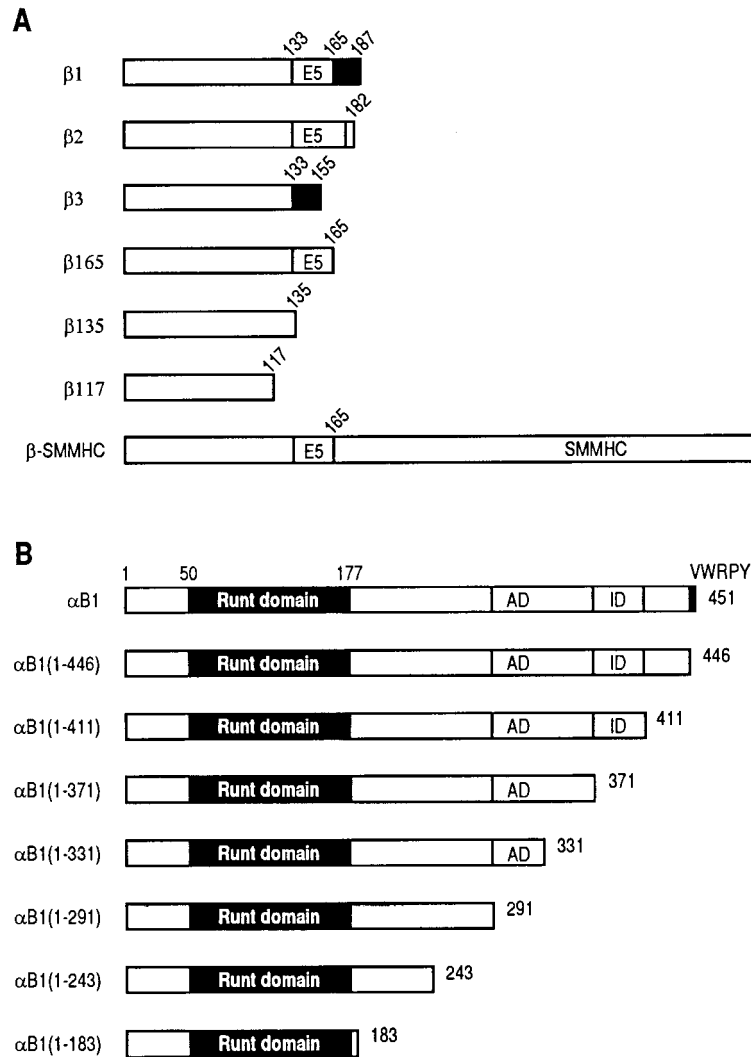 A
133 165 187
β1 E5
182
β2 E5
133 155
β3
165
β165 E5
135
β135
117
β117
165
β-SMMHC E5 SMMHC
B
1 50 177 VWRPY
αB1 Runt domain AD ID 451
αB1(1-446) Runt domain AD ID 446
αB1(1-411) Runt domain AD ID 411
αB1(1-371) Runt domain AD 371
αB1(1-331) Runt domain AD 331
αB1(1-291) Runt domain 291
αB1(1-243) Runt domain 243
αB1(1-183) Runt domain 183